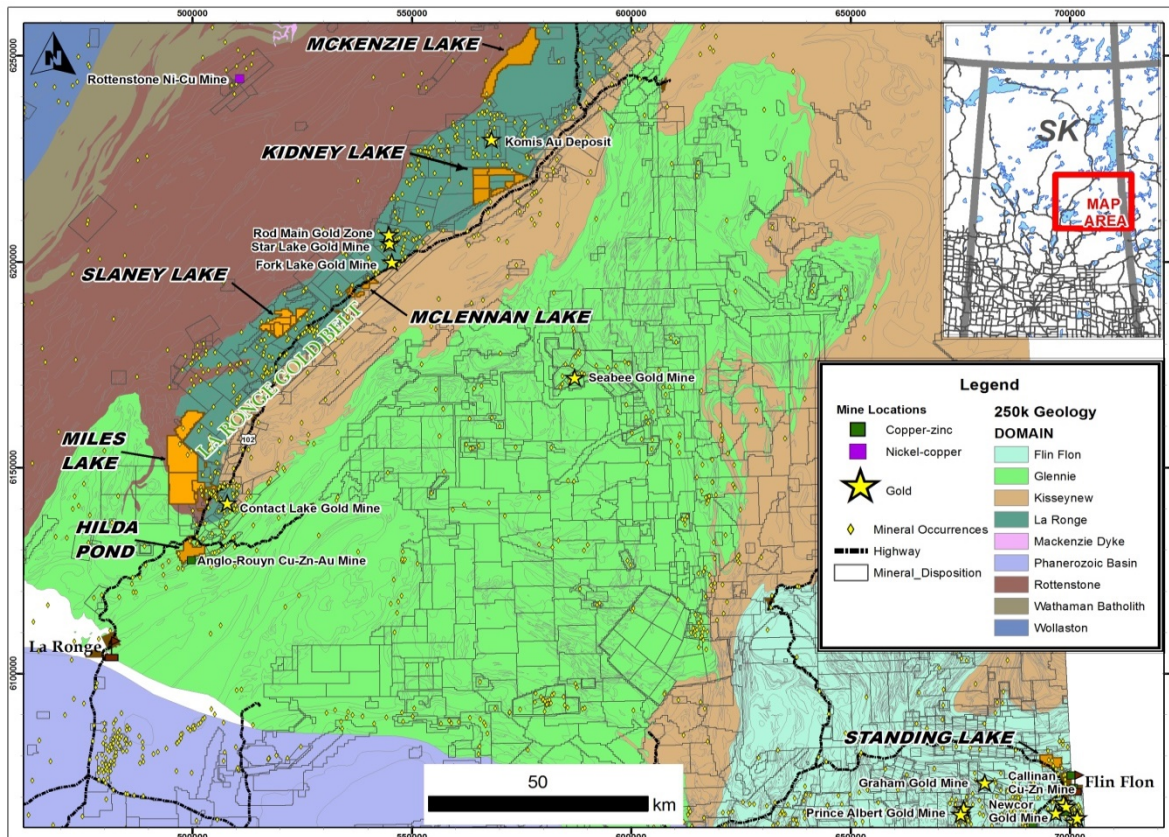 500000
550000
600000
650000
700000
6250000
N
MCKENZIE LAKE
Rottenstone Ni-Cu Mine
SK
MAP
AREA
Komis Au Deposit
KIDNEY LAKE
Rod Main Gold Zone
Star Lake Gold Mine
6200000
Fork Lake Gold Mine
SLANEY LAKE
MCLENNAN LAKE
LA RONGE GOLD BELT
Seabee Gold Mine
102
MILES
LAKE
6150000
Contact Lake Gold Mine
HILDA
POND
Anglo-Rouyn Cu-Zn-Au Mine
La Ronge
6100000
Legend
Mine Locations
Copper-zinc
Nickel-copper
Gold
Mineral Occurrences
Highway
Mineral_Disposition
250k Geology
DOMAIN
Flin Flon
Glennie
Kisseynew
La Ronge
Mackenzie Dyke
Phanerozoic Basin
Rottenstone
Wathaman Batholith
Wollaston
STANDING LAKE
Graham Gold Mine
Callinan
Cu-Zn Mine
Flin Flon
Prince Albert Gold Mine
Newcor
Gold Mine
50
km
500000
550000
600000
650000
700000